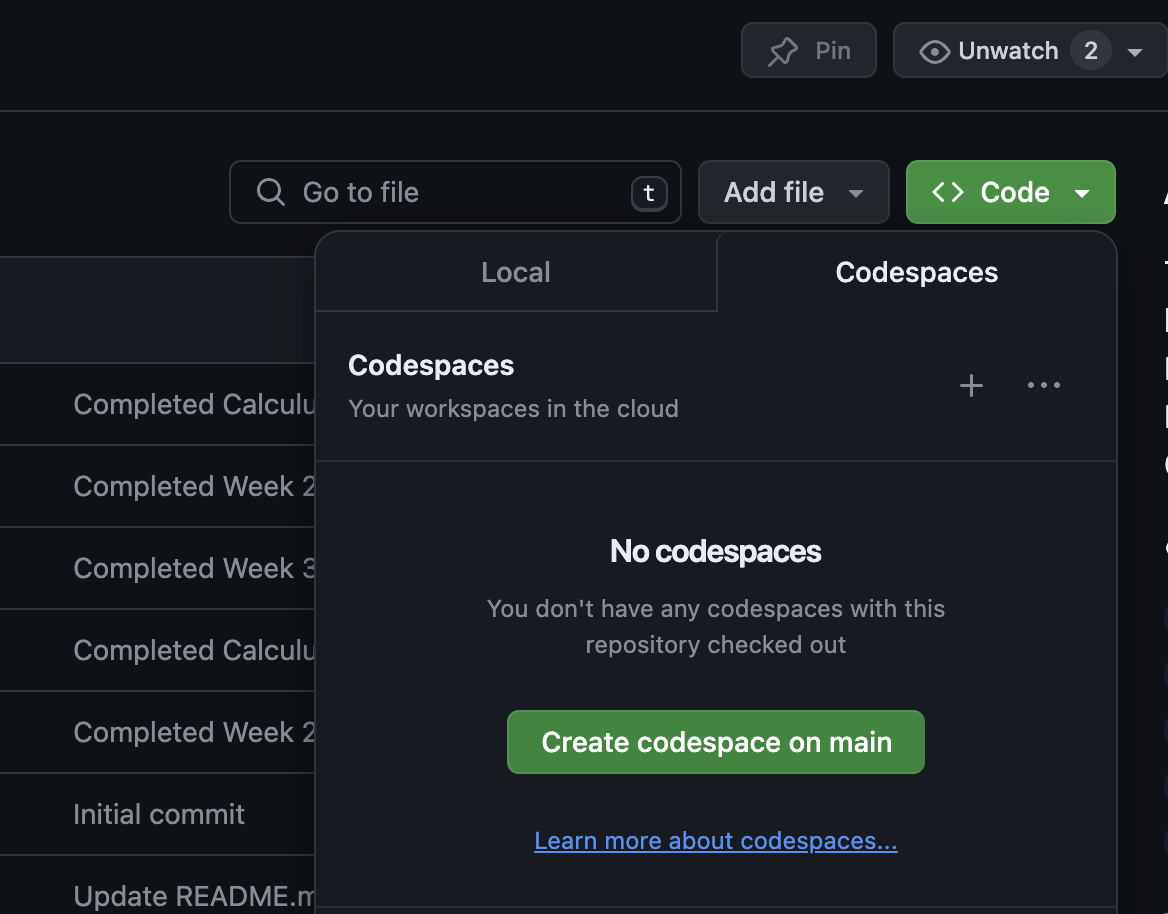 Pin
Unwatch 2
Go to file t
Add file
Code
Local
Codespaces
Codespaces
Your workspaces in the cloud
Completed Calculu
Completed Week 2
Completed Week 3
Completed Calculu
Completed Week 2
Initial commit
Update README.m
No codespaces
You don't have any codespaces with this
repository checked out
Create codespace on main
Learn more about codespaces...